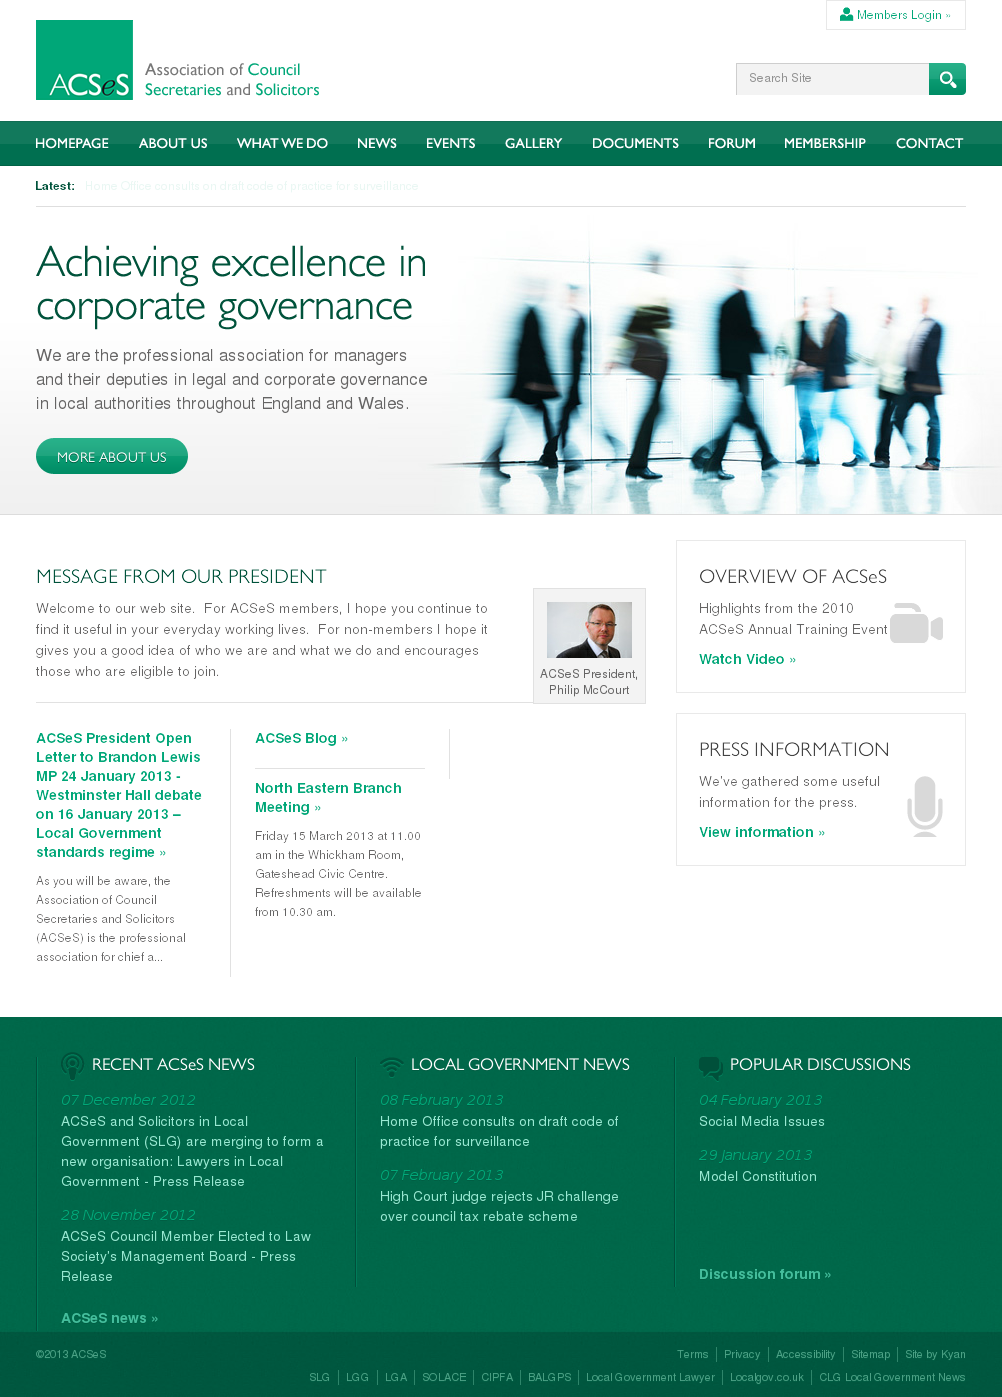 Members Login »
ACSeS
Association of Council
Secretaries and Solicitors
Search Site
HOMEPAGE ABOUT US WHAT WE DO NEWS EVENTS GALLERY DOCUMENTS FORUM MEMBERSHIP CONTACT
Latest: Home Office consults on draft code of practice for surveillance
Achieving excellence in
corporate governance
We are the professional association for managers
and their deputies in legal and corporate governance
in local authorities throughout England and Wales.
MORE ABOUT US
MESSAGE FROM OUR PRESIDENT
Welcome to our web site.  For ACSeS members, I hope you continue to
find it useful in your everyday working lives.  For non-members I hope it
gives you a good idea of who we are and what we do and encourages
those who are eligible to join.
ACSeS President,
Philip McCourt
ACSeS President Open
Letter to Brandon Lewis
MP 24 January 2013 -
Westminster Hall debate
on 16 January 2013 –
Local Government
standards regime »
As you will be aware, the
Association of Council
Secretaries and Solicitors
(ACSeS) is the professional
association for chief a...
ACSeS Blog »
North Eastern Branch
Meeting »
Friday 15 March 2013 at 11.00
am in the Whickham Room,
Gateshead Civic Centre.
Refreshments will be available
from 10.30 am.
OVERVIEW OF ACSeS
Highlights from the 2010
ACSeS Annual Training Event
Watch Video »
PRESS INFORMATION
We've gathered some useful
information for the press.
View information »
RECENT ACSeS NEWS
07 December 2012
ACSeS and Solicitors in Local
Government (SLG) are merging to form a
new organisation: Lawyers in Local
Government - Press Release
28 November 2012
ACSeS Council Member Elected to Law
Society's Management Board - Press
Release
ACSeS news »
LOCAL GOVERNMENT NEWS
08 February 2013
Home Office consults on draft code of
practice for surveillance
07 February 2013
High Court judge rejects JR challenge
over council tax rebate scheme
POPULAR DISCUSSIONS
04 February 2013
Social Media Issues
29 January 2013
Model Constitution
Discussion forum »
©2013 ACSeS
Terms | Privacy | Accessibility | Sitemap | Site by Kyan
SLG | LGG | LGA | SOLACE | CIPFA | BALGPS | Local Government Lawyer | Localgov.co.uk | CLG Local Government News